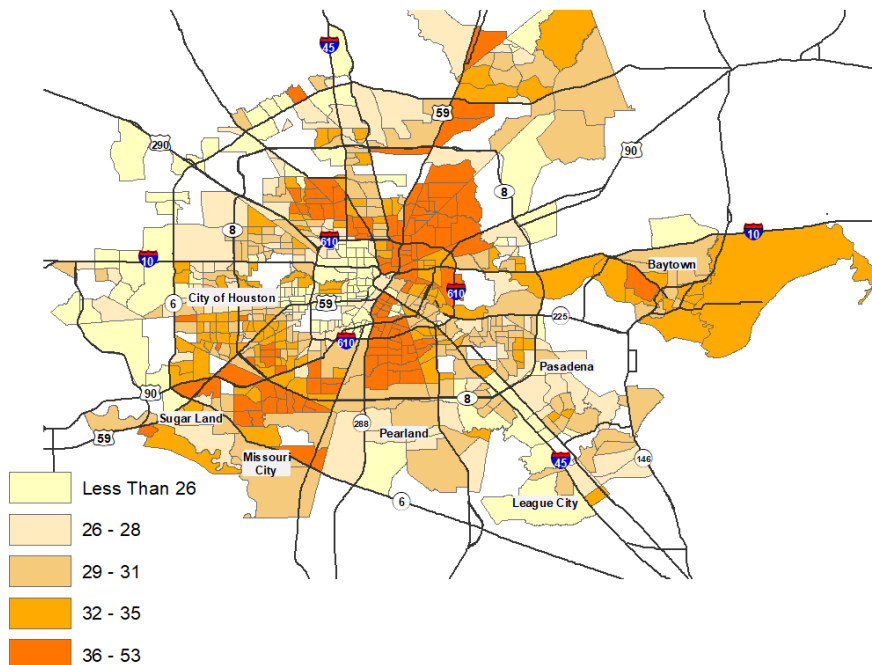 45
59
290
90
8
8
610
10
Baytown
10
6
City of Houston
59
610
225
610
Pasadena
90
8
Sugar Land
59
288
Pearland
Missouri
City
45
146
Less Than 26
6
League City
26 - 28
29 - 31
32 - 35
36 - 53